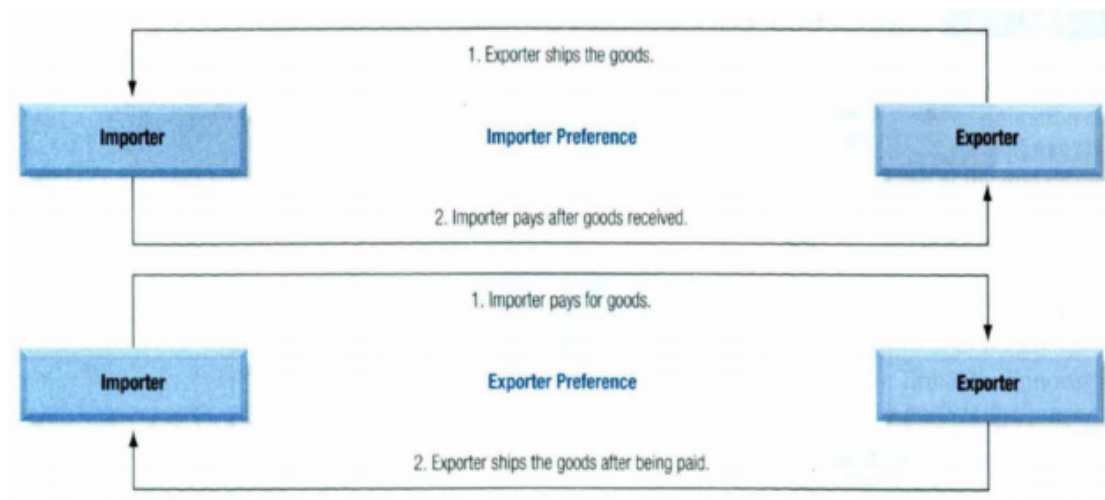 1. Exporter ships the goods.
Importer
Importer Preference
Exporter
2. Importer pays after goods received.
1. Importer pays for goods.
Importer
Exporter Preference
Exporter
2. Exporter ships the goods after being paid.